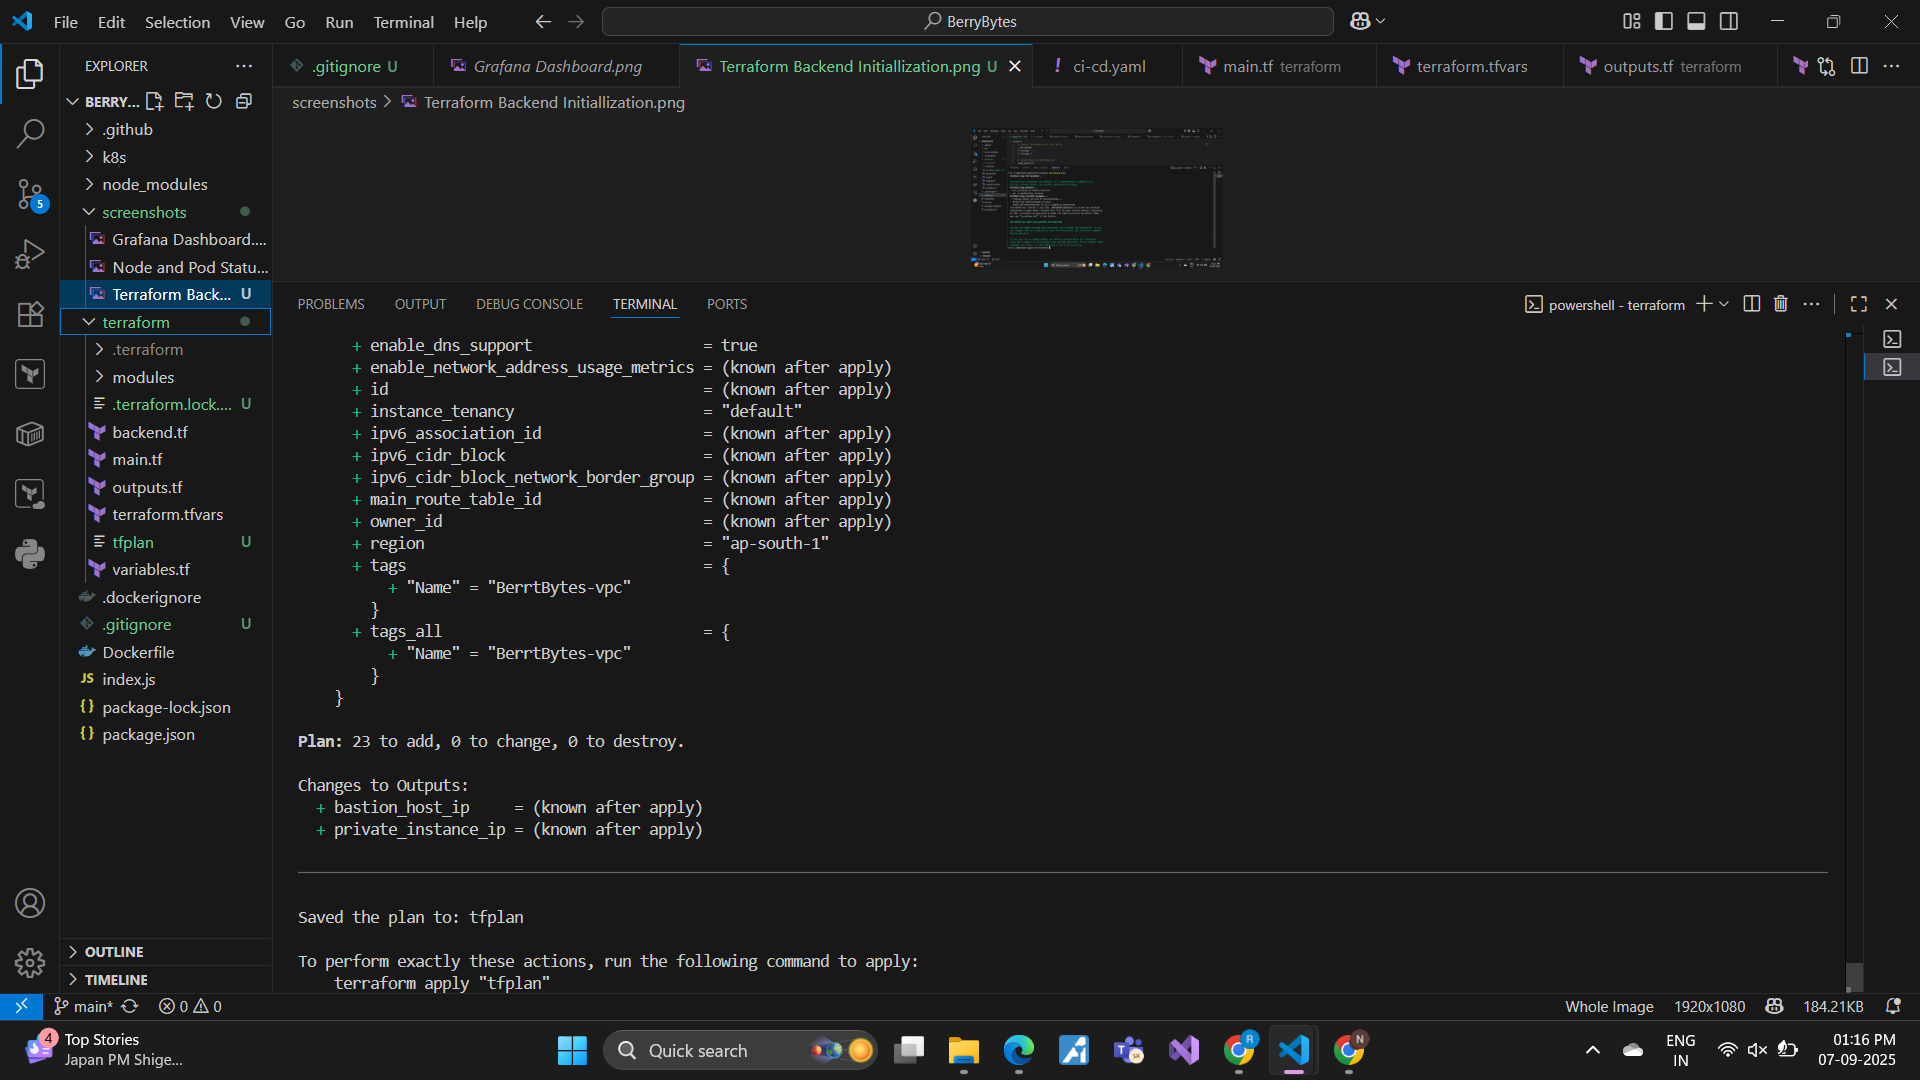 File Edit Selection View Go Run Terminal Help
BerryBytes
EXPLORER
.gitignore U
Grafana Dashboard.png
Terraform Backend Initiallization.png U
! ci-cd.yaml
main.tf terraform
terraform.tfvars
outputs.tf terraform
BERRY...
screenshots > Terraform Backend Initiallization.png
.github
k8s
node_modules
5
screenshots
Grafana Dashboard....
Node and Pod Statu...
Terraform Back... U
terraform
.terraform
modules
.terraform.lock.... U
backend.tf
main.tf
outputs.tf
terraform.tfvars
tfplan U
variables.tf
.dockerignore
.gitignore U
Dockerfile
JS index.js
{} package-lock.json
{} package.json
OUTLINE
TIMELINE
PROBLEMS OUTPUT DEBUG CONSOLE TERMINAL PORTS
powershell - terraform
+ enable_dns_support = true
+ enable_network_address_usage_metrics = (known after apply)
+ id = (known after apply)
+ instance_tenancy = "default"
+ ipv6_association_id = (known after apply)
+ ipv6_cidr_block = (known after apply)
+ ipv6_cidr_block_network_border_group = (known after apply)
+ main_route_table_id = (known after apply)
+ owner_id = (known after apply)
+ region = "ap-south-1"
+ tags = {
+ "Name" = "BerrtBytes-vpc"
}
+ tags_all = {
+ "Name" = "BerrtBytes-vpc"
}
}
Plan: 23 to add, 0 to change, 0 to destroy.
Changes to Outputs:
+ bastion_host_ip = (known after apply)
+ private_instance_ip = (known after apply)
Saved the plan to: tfplan
To perform exactly these actions, run the following command to apply:
terraform apply "tfplan"
main* 0 0
Whole Image 1920x1080 184.21KB
4
Top Stories
Japan PM Shige...
Quick search
R
N
ENG
IN
01:16 PM
07-09-2025